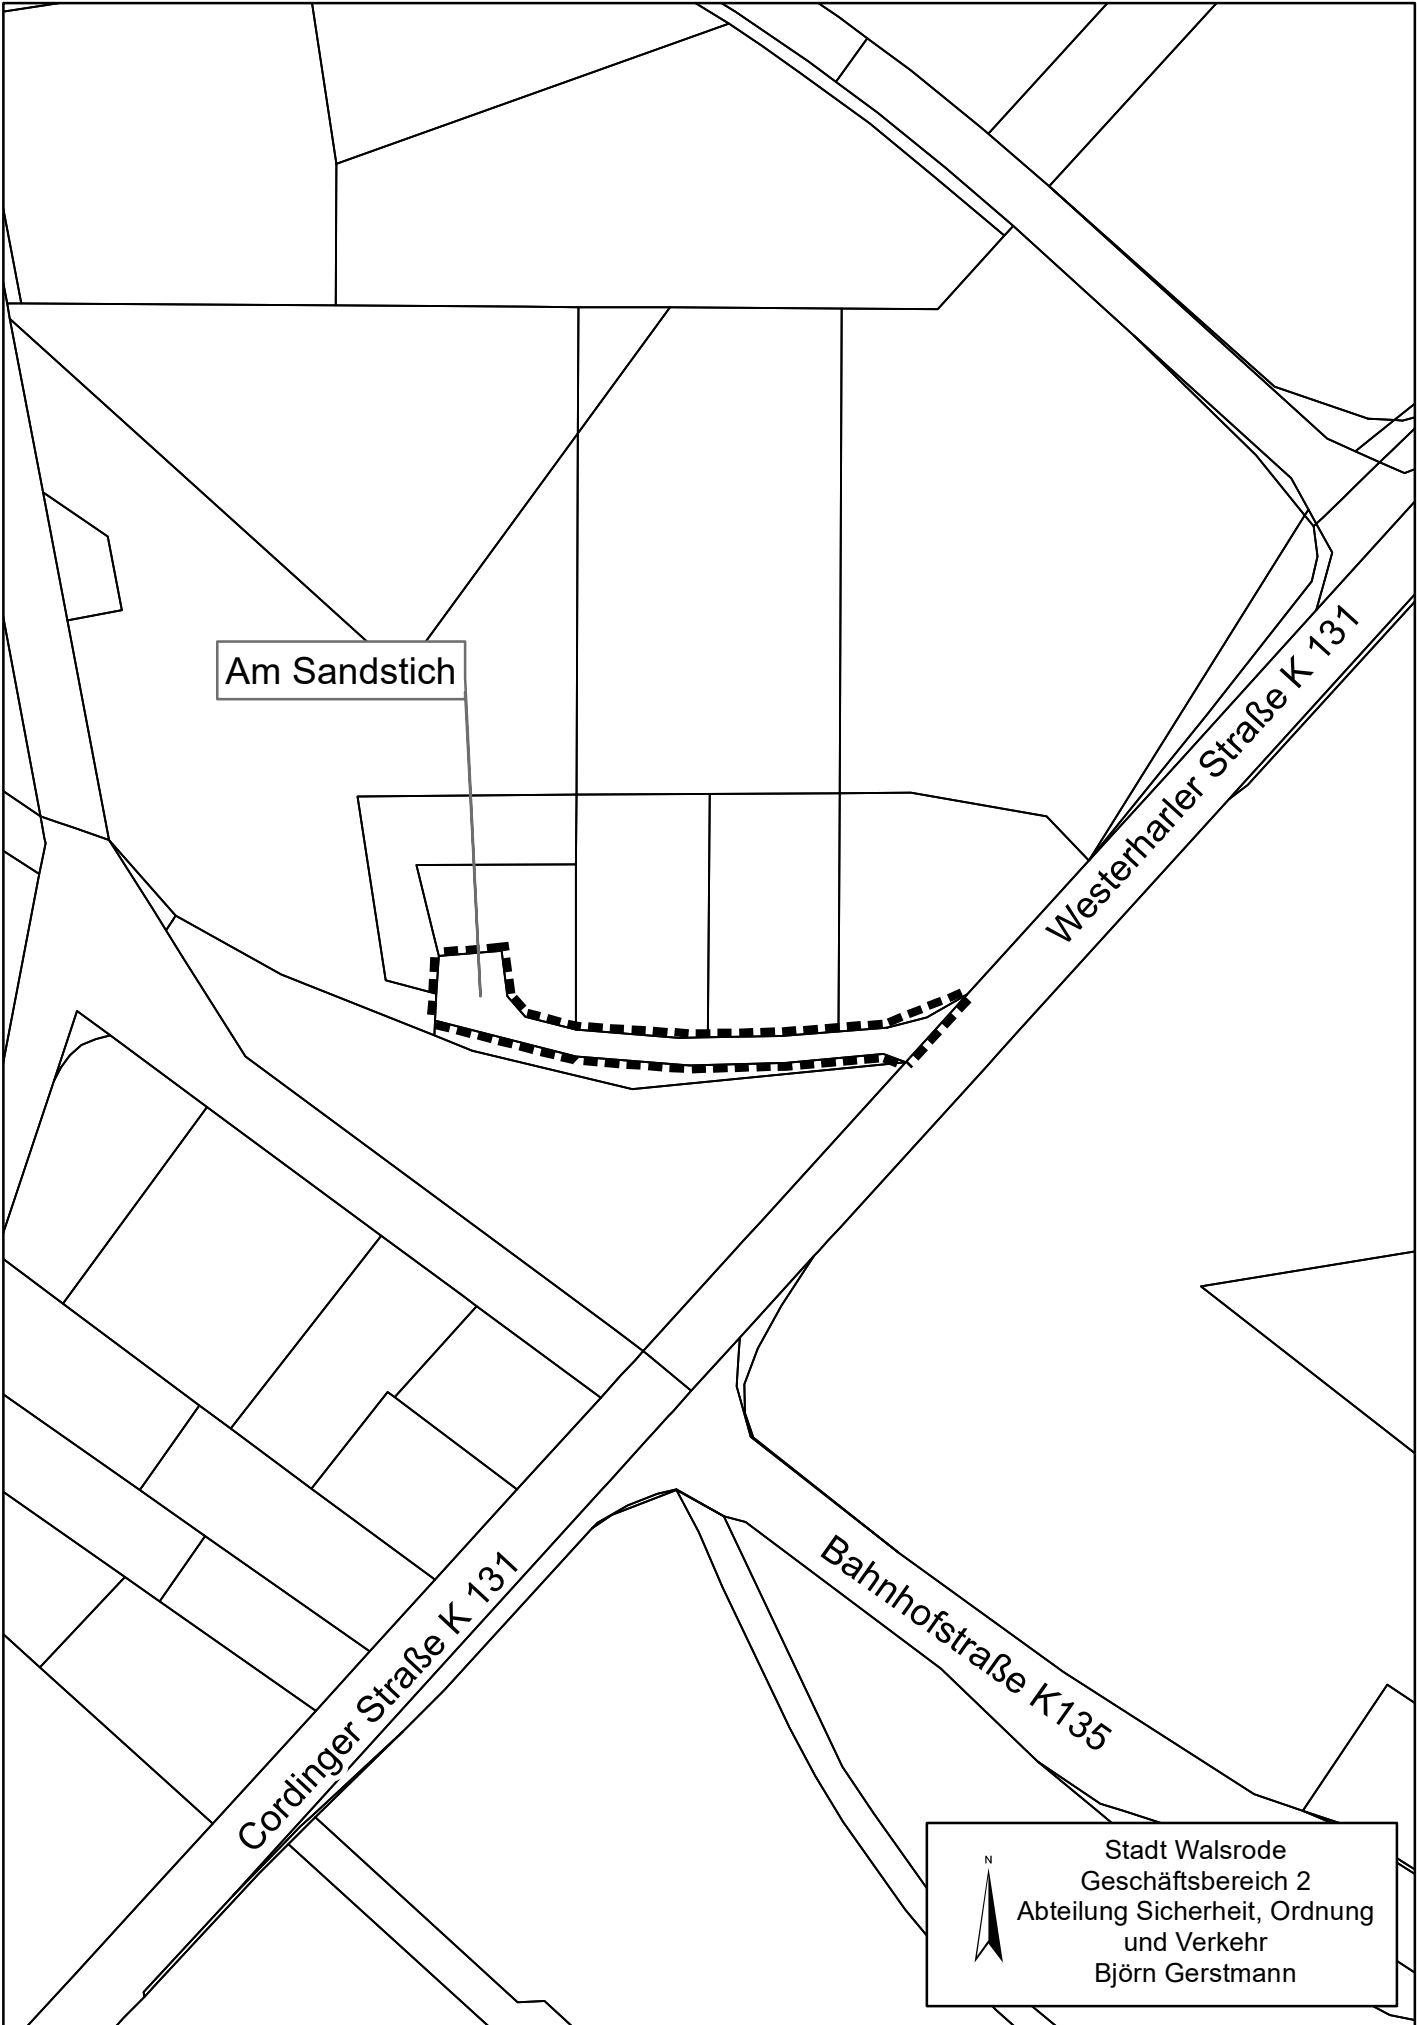 Am Sandstich
Westerharler Straße K 131
Cordinger Straße K 131
Bahnhofstraße K135
N
Stadt Walsrode
Geschäftsbereich 2
Abteilung Sicherheit, Ordnung
und Verkehr
Björn Gerstmann